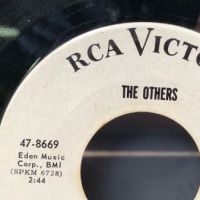 RCA VICTO
THE OTHERS
47-8669
Eden Music
Corp., BMI
(SPKM 6728)
2:44